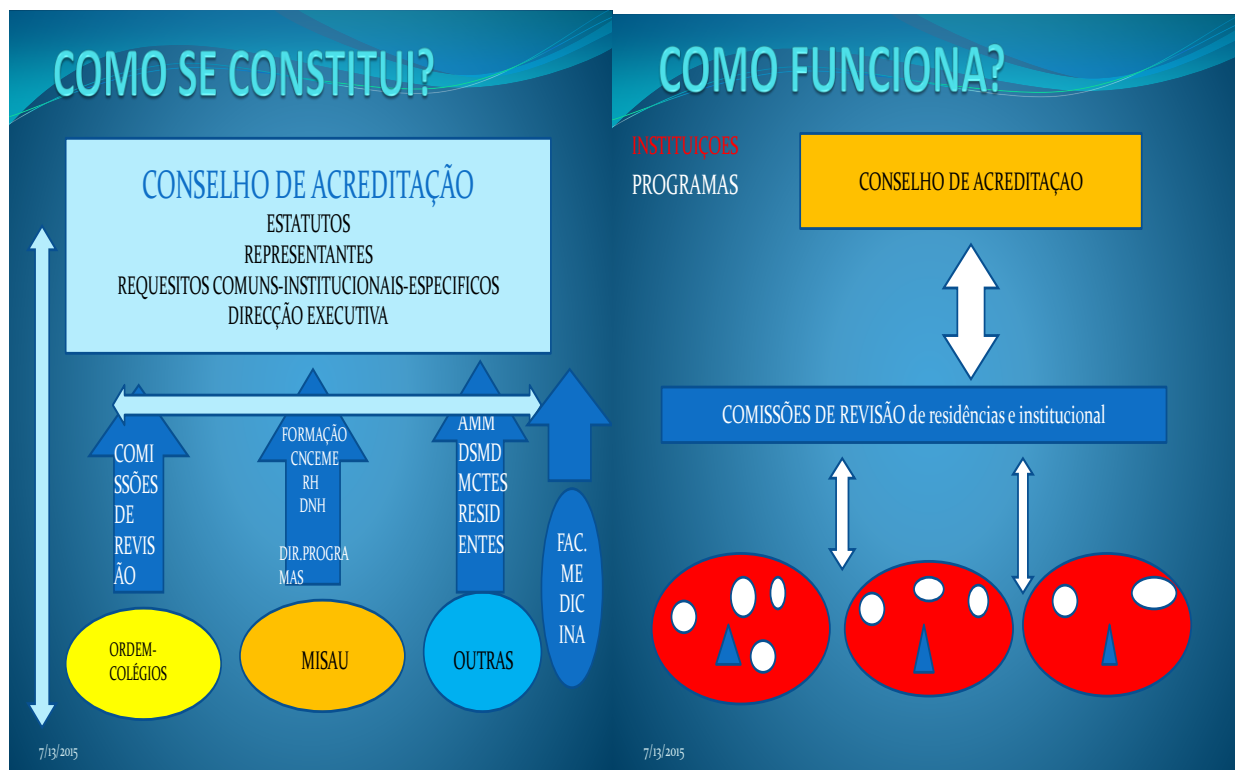 COMO SE CONSTITUI?
CONSELHO DE ACREDITAÇÃO
ESTATUTOS
REPRESENTANTES
REQUESITOS COMUNS-INSTITUCIONAIS-ESPECIFICOS
DIRECÇÃO EXECUTIVA
COMI
SSÕES
DE
REVIS
ÃO
FORMAÇÃO
CNCEME
RH
DNH
DIR.PROGRA
MAS
AMM
DSMD
MCTES
RESID
ENTES
FAC.
ME
DIC
INA
ORDEM-
COLÉGIOS
MISAU
OUTRAS
7/13/2015
COMO FUNCIONA?
INSTITUIÇOES
PROGRAMAS
CONSELHO DE ACREDITAÇAO
COMISSÕES DE REVISÃO de residências e institucional
7/13/2015